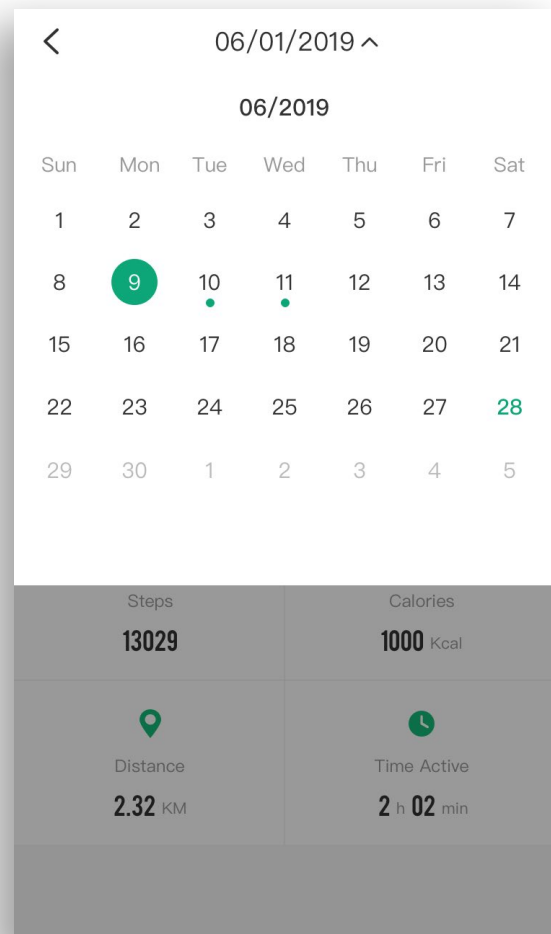 06/01/2019
06/2019
Sun Mon Tue Wed Thu Fri Sat
1 2 3 4 5 6 7
8 9 10 11 12 13 14
15 16 17 18 19 20 21
22 23 24 25 26 27 28
29 30 1 2 3 4 5
Steps Calories
13029 1000 Kcal
Distance Time Active
2.32 KM 2 h 02 min